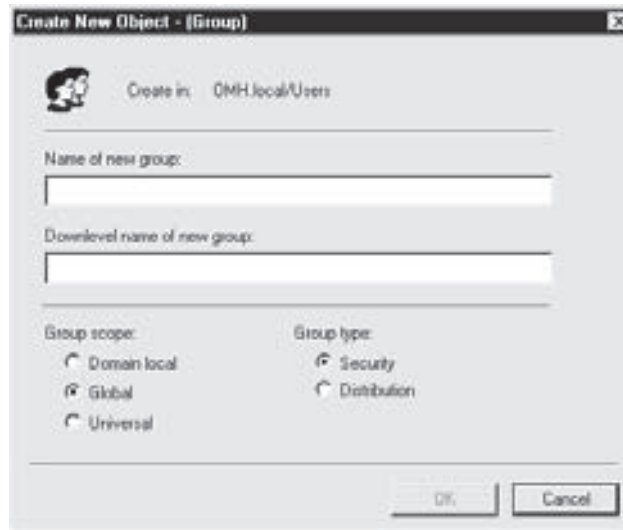 Create New Object - (Group)
Create in: OMH.local/Users
Name of new group:
Downlevel name of new group:
Group scope:
Domain local
Global
Universal
Group type:
Security
Distribution
OK
Cancel